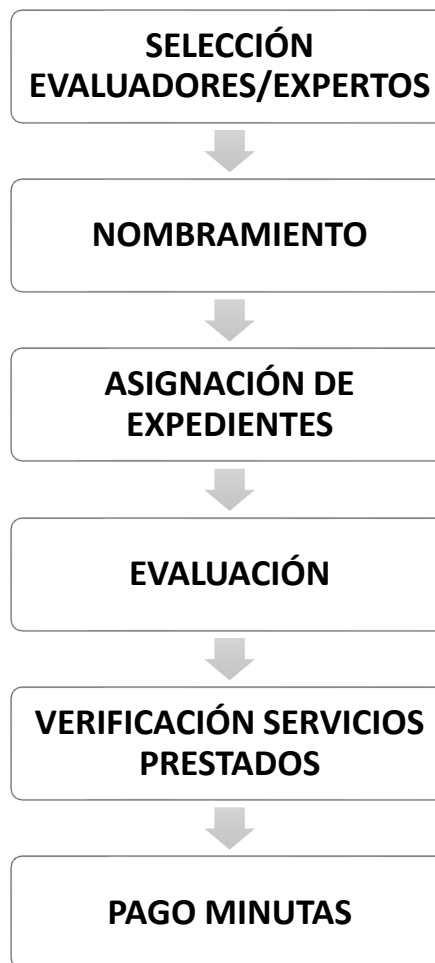 SELECCIÓN
EVALUADORES/EXPERTOS
NOMBRAMIENTO
ASIGNACIÓN DE
EXPEDIENTES
EVALUACIÓN
VERIFICACIÓN SERVICIOS
PRESTADOS
PAGO MINUTAS